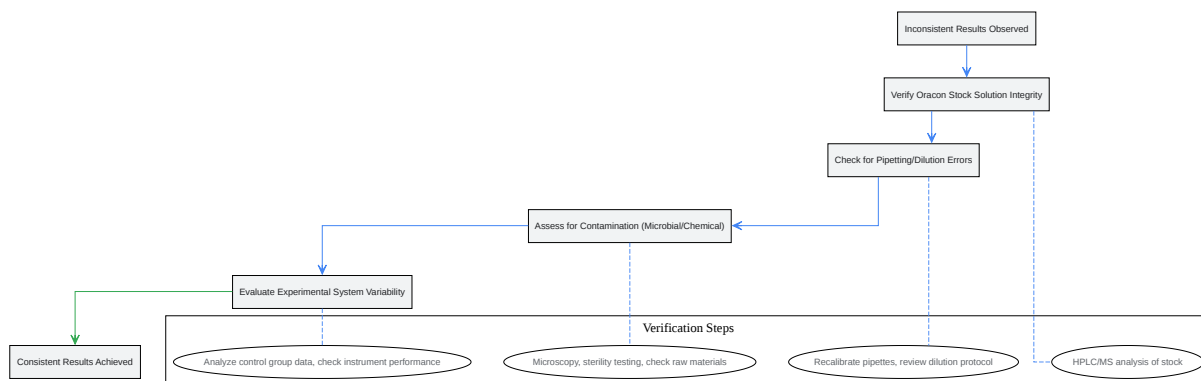 Inconsistent Results Observed
Verify Oracon Stock Solution Integrity
Check for Pipetting/Dilution Errors
Assess for Contamination (Microbial/Chemical)
Evaluate Experimental System Variability
Consistent Results Achieved
Verification Steps
Analyze control group data, check instrument performance
Microscopy, sterility testing, check raw materials
Recalibrate pipettes, review dilution protocol
HPLC/MS analysis of stock